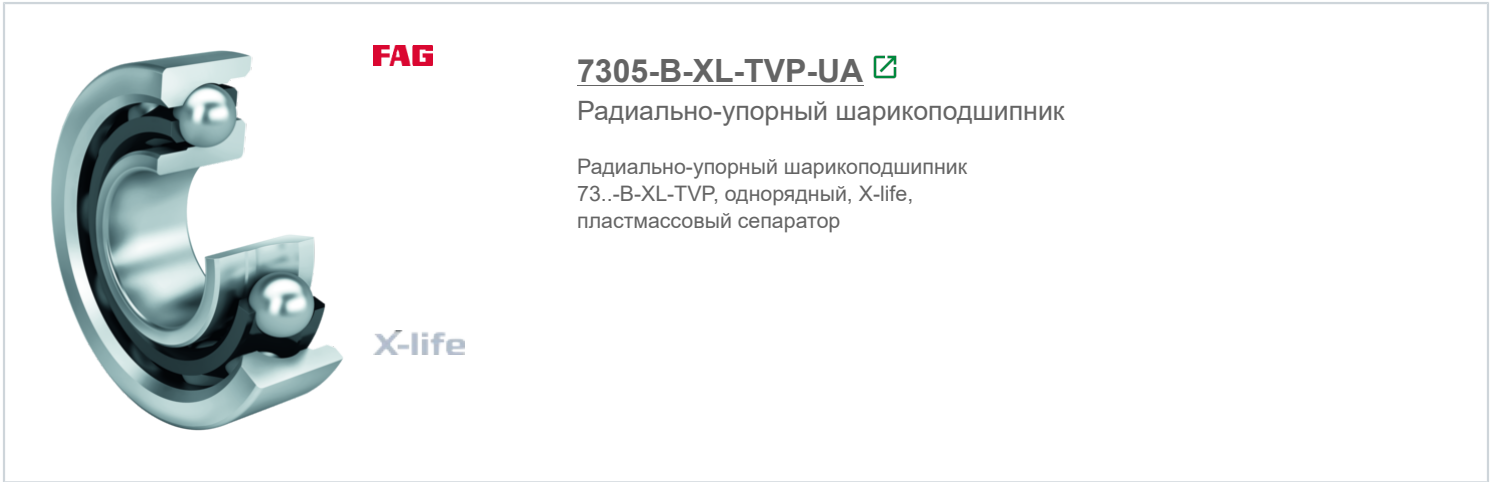 FAG
7305-B-XL-TVP-UA
Радиально-упорный шарикоподшипник
Радиально-упорный шарикоподшипник
73..-B-XL-TVP, однорядный, X-life,
пластмассовый сепаратор
X-life